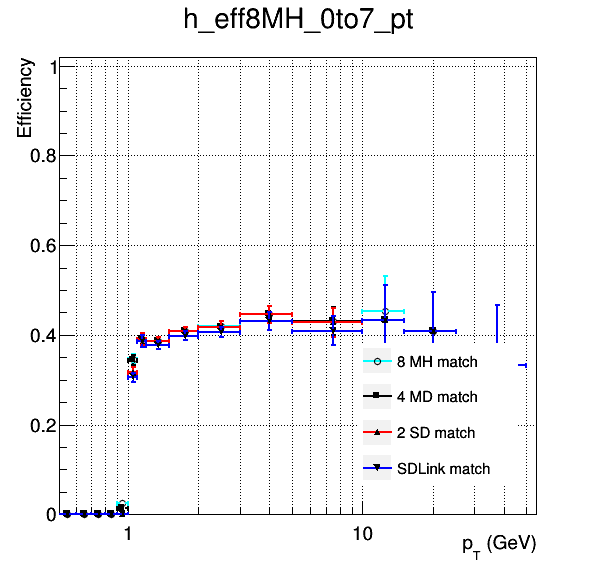 h_eff8MH_0to7_pt
Efficiency
1
0.8
0.6
0.4
0.2
0
8 MH match
4 MD match
2 SD match
SDLink match
1
10
p_T (GeV)